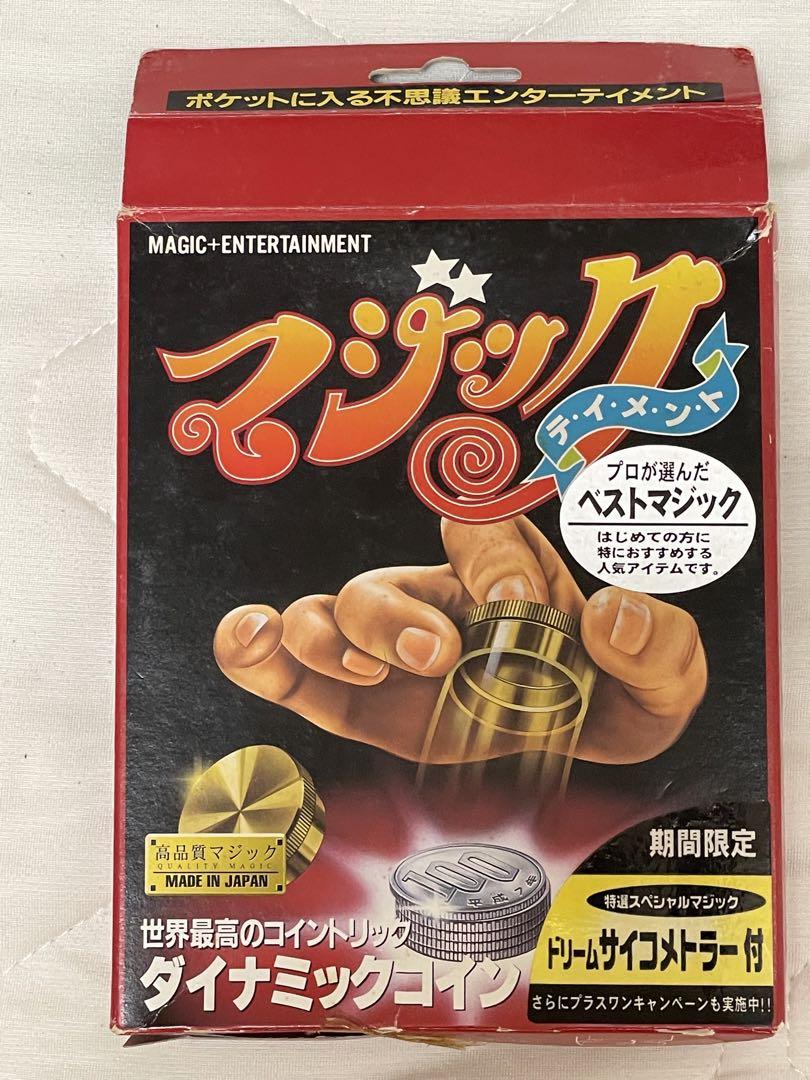 ポケットに入る不思議エンターテイメント
MAGIC+ENTERTAINMENT
マジック
テ・イ・メ・ン・ト
プロが選んだ
ベストマジック
はじめての方に
特におすすめする
人気アイテムです。
高品質マジック
QUALITY MAGIC
MADE IN JAPAN
100
平成7年
世界最高のコイントリック
ダイナミックコイン
期間限定
特選スペシャルマジック
ドリームサイコメトラー付
さらにプラスワンキャンペーンも実施中!!